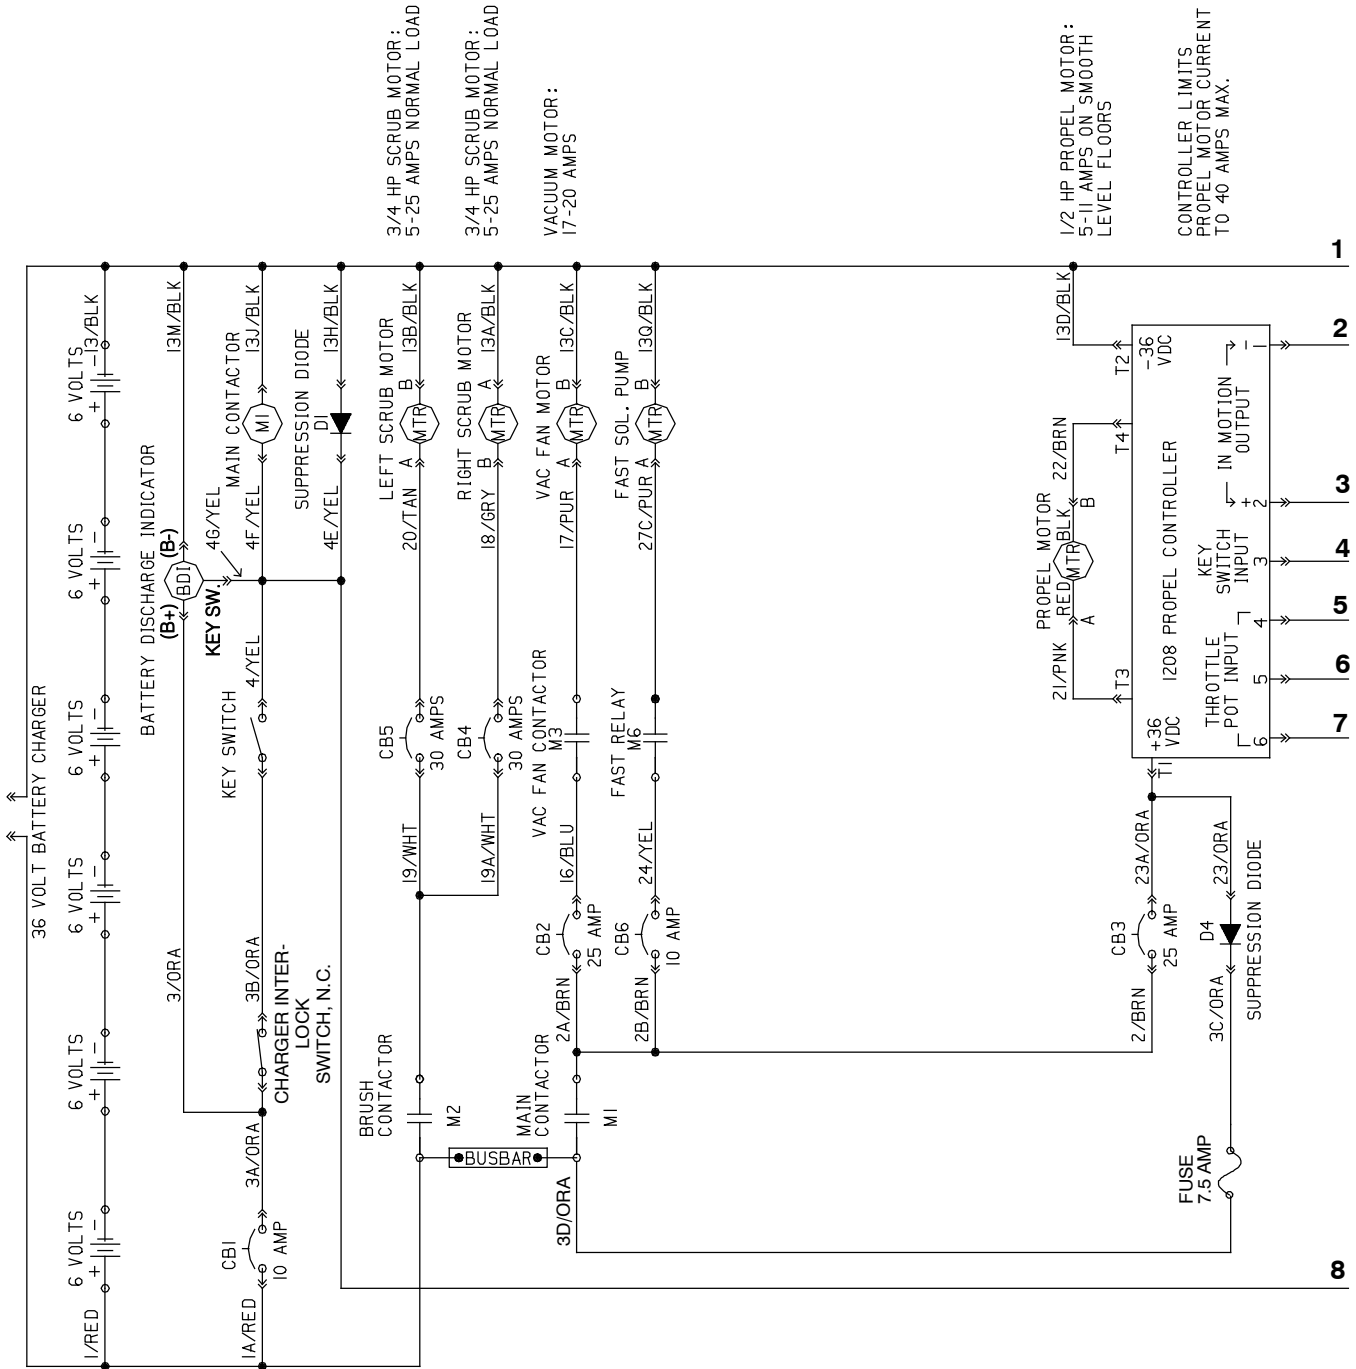 3/4 HP SCRUB MOTOR:
5-25 AMPS NORMAL LOAD
3/4 HP SCRUB MOTOR:
5-25 AMPS NORMAL LOAD
VACUUM MOTOR:
17-20 AMPS
1/2 HP PROPEL MOTOR:
5-11 AMPS ON SMOOTH
LEVEL FLOORS
CONTROLLER LIMITS
PROPEL MOTOR CURRENT
TO 40 AMPS MAX.
36 VOLT BATTERY CHARGER
1/RED
6 VOLTS
+ -
6 VOLTS
+ -
6 VOLTS
+ -
6 VOLTS
+ -
6 VOLTS
+ -
6 VOLTS
+ -
13/BLK
BATTERY DISCHARGE INDICATOR
3/ORA
(B+)
BDI
(B-)
KEY SW.
4G/YEL
13M/BLK
1A/RED
CB1
10 AMP
3A/ORA
CHARGER INTER-
LOCK
SWITCH, N.C.
3B/ORA
KEY SWITCH
4/YEL
4F/YEL
MAIN CONTACTOR
M1
13J/BLK
4E/YEL
SUPPRESSION DIODE
D1
13H/BLK
BRUSH
CONTACTOR
M2
BUSBAR
19/WHT
CB5
30 AMPS
20/TAN
LEFT SCRUB MOTOR
A
MTR
B
13B/BLK
19A/WHT
CB4
30 AMPS
18/GRY
RIGHT SCRUB MOTOR
B
MTR
A
13A/BLK
MAIN
CONTACTOR
M1
3D/ORA
2A/BRN
CB2
25 AMP
16/BLU
VAC FAN CONTACTOR
M3
17/PUR
VAC FAN MOTOR
A
MTR
B
13C/BLK
2B/BRN
CB6
10 AMP
24/YEL
FAST RELAY
M6
27C/PUR
FAST SOL. PUMP
A
MTR
B
13Q/BLK
2/BRN
CB3
25 AMP
23A/ORA
FUSE
7.5 AMP
3C/ORA
D4
SUPPRESSION DIODE
23/ORA
T1
21/PNK
PROPEL MOTOR
A
RED
MTR
BLK
B
22/BRN
13D/BLK
T3
T4
T2
+36
VDC
1208 PROPEL CONTROLLER
-36
VDC
THROTTLE
POT INPUT
KEY
SWITCH
INPUT
IN MOTION
OUTPUT
+
-
6
5
4
3
2
1
1
2
3
4
5
6
7
8